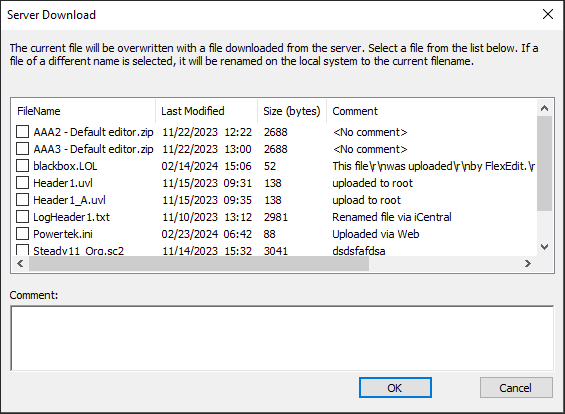 Server Download
The current file will be overwritten with a file downloaded from the server. Select a file from the list below. If a
file of a different name is selected, it will be renamed on the local system to the current filename.
FileName Last Modified Size (bytes) Comment
AAA2 - Default editor.zip 11/22/2023 12:22 2688 <No comment>
AAA3 - Default editor.zip 11/22/2023 13:00 2688 <No comment>
blackbox.LOL 02/14/2024 15:06 52 This file\r\nwas uploaded\r\nby FlexEdit.\r
Header1.uvl 11/15/2023 09:31 138 uploaded to root
Header1_A.uvl 11/15/2023 09:35 138 upload to root
LogHeader1.txt 11/10/2023 13:12 2981 Renamed file via iCentral
Powertek.ini 02/23/2024 06:42 88 Uploaded via Web
Steady11_Org.sc2 11/14/2023 15:32 3041 dsdsfafdsa
Comment:
OK Cancel